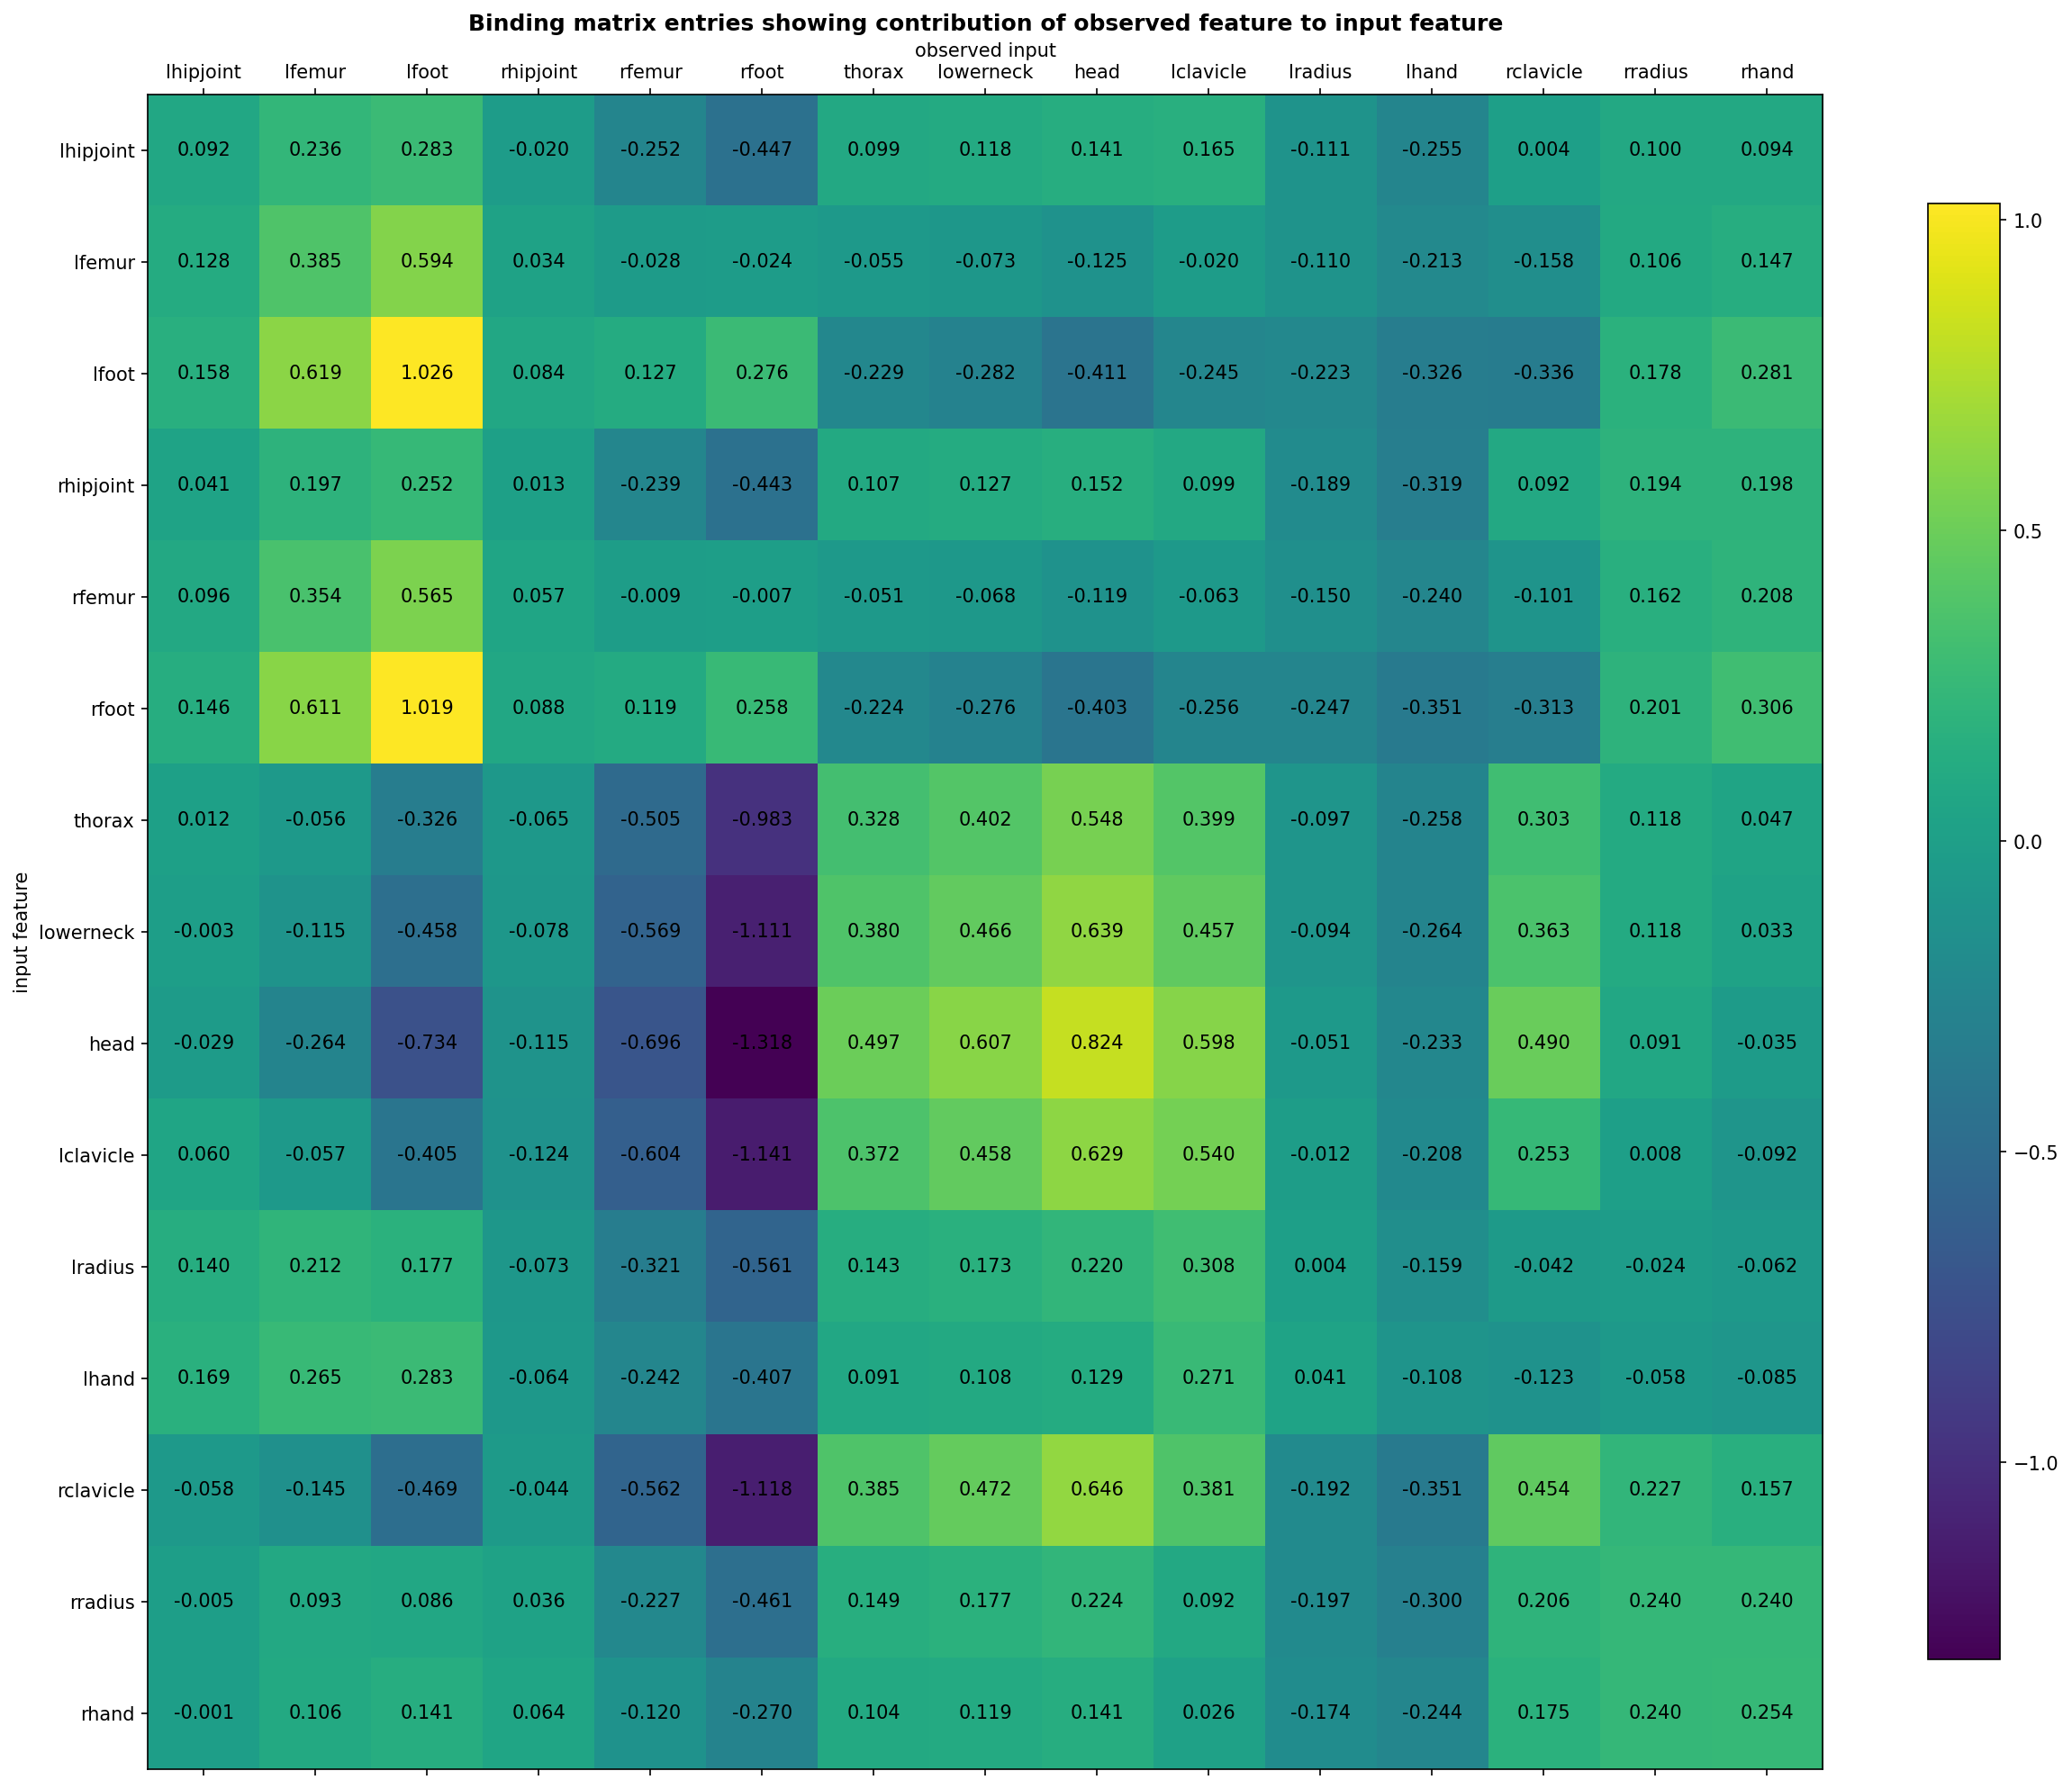 Binding matrix entries showing contribution of observed feature to input feature
observed input
lhipjoint lfemur lfoot rhipjoint rfemur rfoot thorax lowerneck head lclavicle lradius lhand rclavicle rradius rhand
lhipjoint 0.092 0.236 0.283 -0.020 -0.252 -0.447 0.099 0.118 0.141 0.165 -0.111 -0.255 0.004 0.100 0.094
1.0
lfemur 0.128 0.385 0.594 0.034 -0.028 -0.024 -0.055 -0.073 -0.125 -0.020 -0.110 -0.213 -0.158 0.106 0.147
lfoot 0.158 0.619 1.026 0.084 0.127 0.276 -0.229 -0.282 -0.411 -0.245 -0.223 -0.326 -0.336 0.178 0.281
rhipjoint 0.041 0.197 0.252 0.013 -0.239 -0.443 0.107 0.127 0.152 0.099 -0.189 -0.319 0.092 0.194 0.198
0.5
rfemur 0.096 0.354 0.565 0.057 -0.009 -0.007 -0.051 -0.068 -0.119 -0.063 -0.150 -0.240 -0.101 0.162 0.208
rfoot 0.146 0.611 1.019 0.088 0.119 0.258 -0.224 -0.276 -0.403 -0.256 -0.247 -0.351 -0.313 0.201 0.306
thorax 0.012 -0.056 -0.326 -0.065 -0.505 -0.983 0.328 0.402 0.548 0.399 -0.097 -0.258 0.303 0.118 0.047
0.0
input feature
lowerneck -0.003 -0.115 -0.458 -0.078 -0.569 -1.111 0.380 0.466 0.639 0.457 -0.094 -0.264 0.363 0.118 0.033
head -0.029 -0.264 -0.734 -0.115 -0.696 -1.318 0.497 0.607 0.824 0.598 -0.051 -0.233 0.490 0.091 -0.035
lclavicle 0.060 -0.057 -0.405 -0.124 -0.604 -1.141 0.372 0.458 0.629 0.540 -0.012 -0.208 0.253 0.008 -0.092
−0.5
lradius 0.140 0.212 0.177 -0.073 -0.321 -0.561 0.143 0.173 0.220 0.308 0.004 -0.159 -0.042 -0.024 -0.062
lhand 0.169 0.265 0.283 -0.064 -0.242 -0.407 0.091 0.108 0.129 0.271 0.041 -0.108 -0.123 -0.058 -0.085
−1.0
rclavicle -0.058 -0.145 -0.469 -0.044 -0.562 -1.118 0.385 0.472 0.646 0.381 -0.192 -0.351 0.454 0.227 0.157
rradius -0.005 0.093 0.086 0.036 -0.227 -0.461 0.149 0.177 0.224 0.092 -0.197 -0.300 0.206 0.240 0.240
rhand -0.001 0.106 0.141 0.064 -0.120 -0.270 0.104 0.119 0.141 0.026 -0.174 -0.244 0.175 0.240 0.254